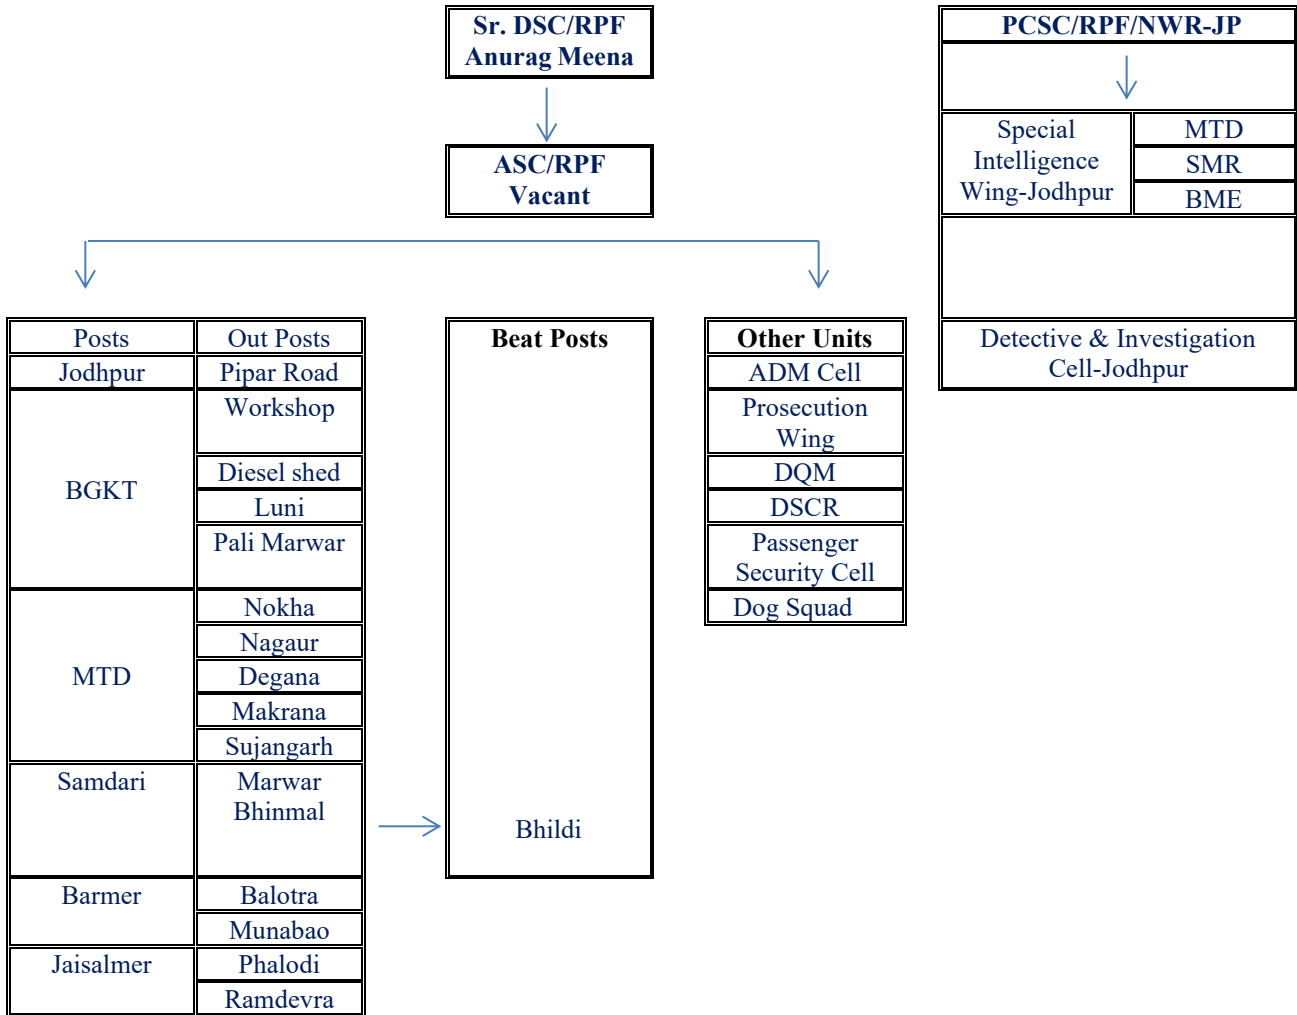 Sr. DSC/RPF
Anurag Meena
ASC/RPF
Vacant
PCSC/RPF/NWR-JP
Special
Intelligence
Wing-Jodhpur
MTD
SMR
BME
Detective & Investigation
Cell-Jodhpur
Posts
Out Posts
Jodhpur
Pipar Road
BGKT
Workshop
Diesel shed
Luni
Pali Marwar
MTD
Nokha
Nagaur
Degana
Makrana
Sujangarh
Samdari
Marwar
Bhinmal
Barmer
Balotra
Munabao
Jaisalmer
Phalodi
Ramdevra
Beat Posts
Bhildi
Other Units
ADM Cell
Prosecution
Wing
DQM
DSCR
Passenger
Security Cell
Dog Squad